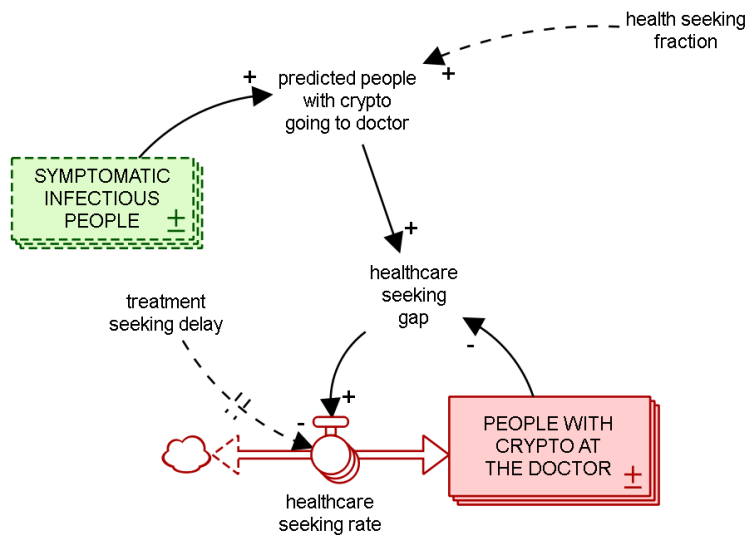 health seeking
fraction
+
+
predicted people
with crypto
going to doctor
SYMPTOMATIC
INFECTIOUS
PEOPLE
±
+
healthcare
seeking
gap
treatment
seeking delay
-
+
-
PEOPLE WITH
CRYPTO AT
THE DOCTOR
±
healthcare
seeking rate